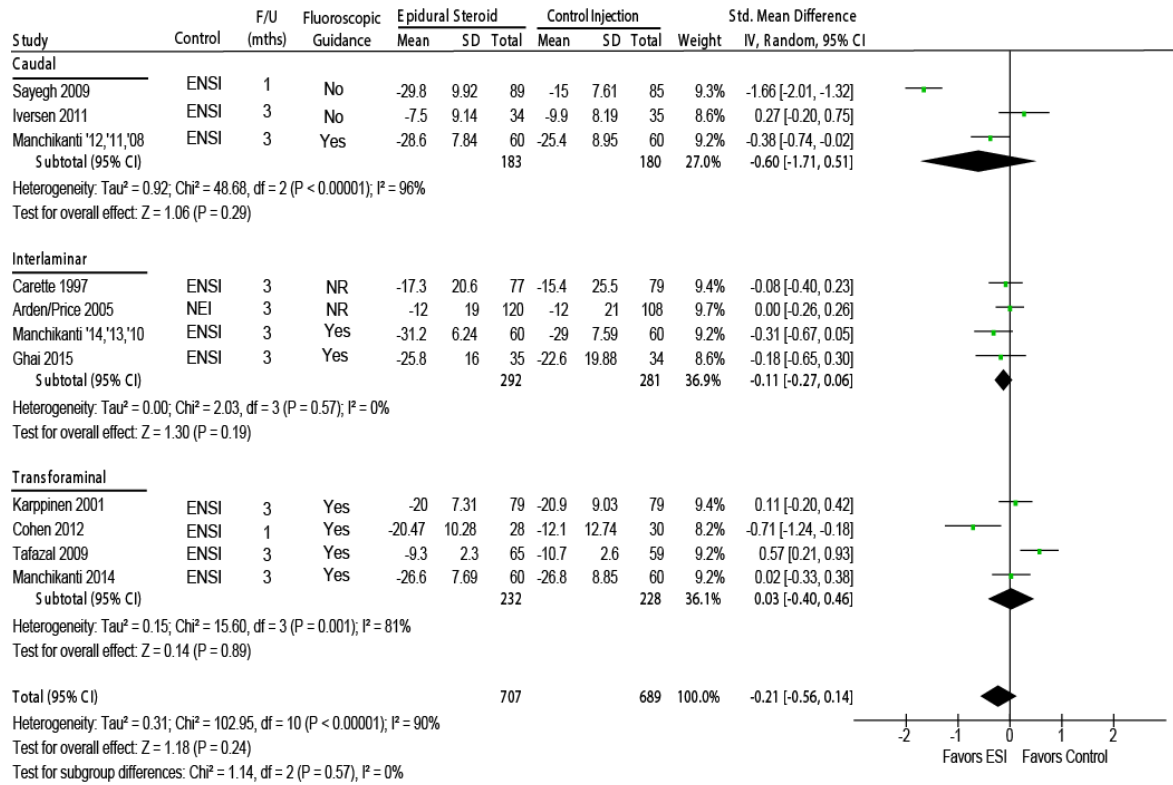 F/U Fluoroscopic Epidural Steroid Control Injection Std. Mean Difference
Study Control (mths) Guidance Mean SD Total Mean SD Total Weight IV, Random, 95% CI
Caudal
Sayegh 2009 ENSI 1 No -29.8 9.92 89 -15 7.61 85 9.3% -1.66 [-2.01, -1.32]
Iversen 2011 ENSI 3 No -7.5 9.14 34 -9.9 8.19 35 8.6% 0.27 [-0.20, 0.75]
Manchikanti '12,'11,'08 ENSI 3 Yes -28.6 7.84 60 -25.4 8.95 60 9.2% -0.38 [-0.74, -0.02]
Subtotal (95% CI) 183 180 27.0% -0.60 [-1.71, 0.51]
Heterogeneity: Tau² = 0.92; Chi² = 48.68, df = 2 (P < 0.00001); I² = 96%
Test for overall effect: Z = 1.06 (P = 0.29)
Interlaminar
Carette 1997 ENSI 3 NR -17.3 20.6 77 -15.4 25.5 79 9.4% -0.08 [-0.40, 0.23]
Arden/Price 2005 NEI 3 NR -12 19 120 -12 21 108 9.7% 0.00 [-0.26, 0.26]
Manchikanti '14,'13,'10 ENSI 3 Yes -31.2 6.24 60 -29 7.59 60 9.2% -0.31 [-0.67, 0.05]
Ghai 2015 ENSI 3 Yes -25.8 16 35 -22.6 19.88 34 8.6% -0.18 [-0.65, 0.30]
Subtotal (95% CI) 292 281 36.9% -0.11 [-0.27, 0.06]
Heterogeneity: Tau² = 0.00; Chi² = 2.03, df = 3 (P = 0.57); I² = 0%
Test for overall effect: Z = 1.30 (P = 0.19)
Transforaminal
Karppinen 2001 ENSI 3 Yes -20 7.31 79 -20.9 9.03 79 9.4% 0.11 [-0.20, 0.42]
Cohen 2012 ENSI 1 Yes -20.47 10.28 28 -12.1 12.74 30 8.2% -0.71 [-1.24, -0.18]
Tafazal 2009 ENSI 3 Yes -9.3 2.3 65 -10.7 2.6 59 9.2% 0.57 [0.21, 0.93]
Manchikanti 2014 ENSI 3 Yes -26.6 7.69 60 -26.8 8.85 60 9.2% 0.02 [-0.33, 0.38]
Subtotal (95% CI) 232 228 36.1% 0.03 [-0.40, 0.46]
Heterogeneity: Tau² = 0.15; Chi² = 15.60, df = 3 (P = 0.001); I² = 81%
Test for overall effect: Z = 0.14 (P = 0.89)
Total (95% CI) 707 689 100.0% -0.21 [-0.56, 0.14]
Heterogeneity: Tau² = 0.31; Chi² = 102.95, df = 10 (P < 0.00001); I² = 90%
Test for overall effect: Z = 1.18 (P = 0.24)
Test for subgroup differences: Chi² = 1.14, df = 2 (P = 0.57), I² = 0%
-2 -1 0 1 2
Favors ESI Favors Control